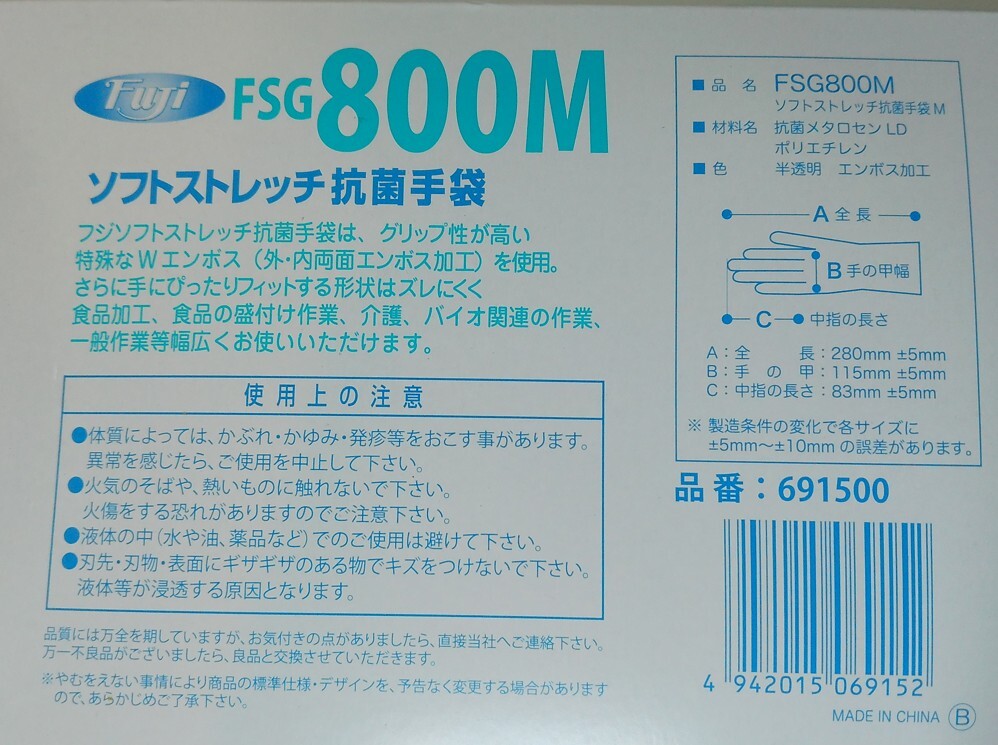 Fuji FSG800M
ソフトストレッチ抗菌手袋
フジソフトストレッチ抗菌手袋は、グリップ性が高い
特殊なWエンボス（外・内両面エンボス加工）を使用。
さらに手にぴったりフィットする形状はズレにくく
食品加工、食品の盛付け作業、介護、バイオ関連の作業、
一般作業等幅広くお使いいただけます。
使用上の注意
●体質によっては、かぶれ・かゆみ・発疹等をおこす事があります。
異常を感じたら、ご使用を中止して下さい。
●火気のそばや、熱いものに触れないで下さい。
火傷をする恐れがありますのでご注意下さい。
●液体の中（水や油、薬品など）でのご使用は避けて下さい。
●刃先・刃物・表面にギザギザのある物でキズをつけないで下さい。
液体等が浸透する原因となります。
品質には万全を期していますが、お気付きの点がありましたら、直接当社へご連絡下さい。
万一不良品がございましたら、良品と交換させていただきます。
※やむをえない事情により商品の標準仕様・デザインを、予告なく変更する場合があります
ので、あらかじめご了承下さい。
■品 名 FSG800M
ソフトストレッチ抗菌手袋M
■材料名 抗菌メタロセンLD
ポリエチレン
■色 半透明 エンボス加工
A 全長
B 手の甲幅
C 中指の長さ
A：全 長：280mm ±5mm
B：手 の 甲：115mm ±5mm
C：中指の長さ：83mm ±5mm
※ 製造条件の変化で各サイズに
±5mm〜±10mmの誤差があります。
品番：691500
4 942015 069152
MADE IN CHINA Ⓑ